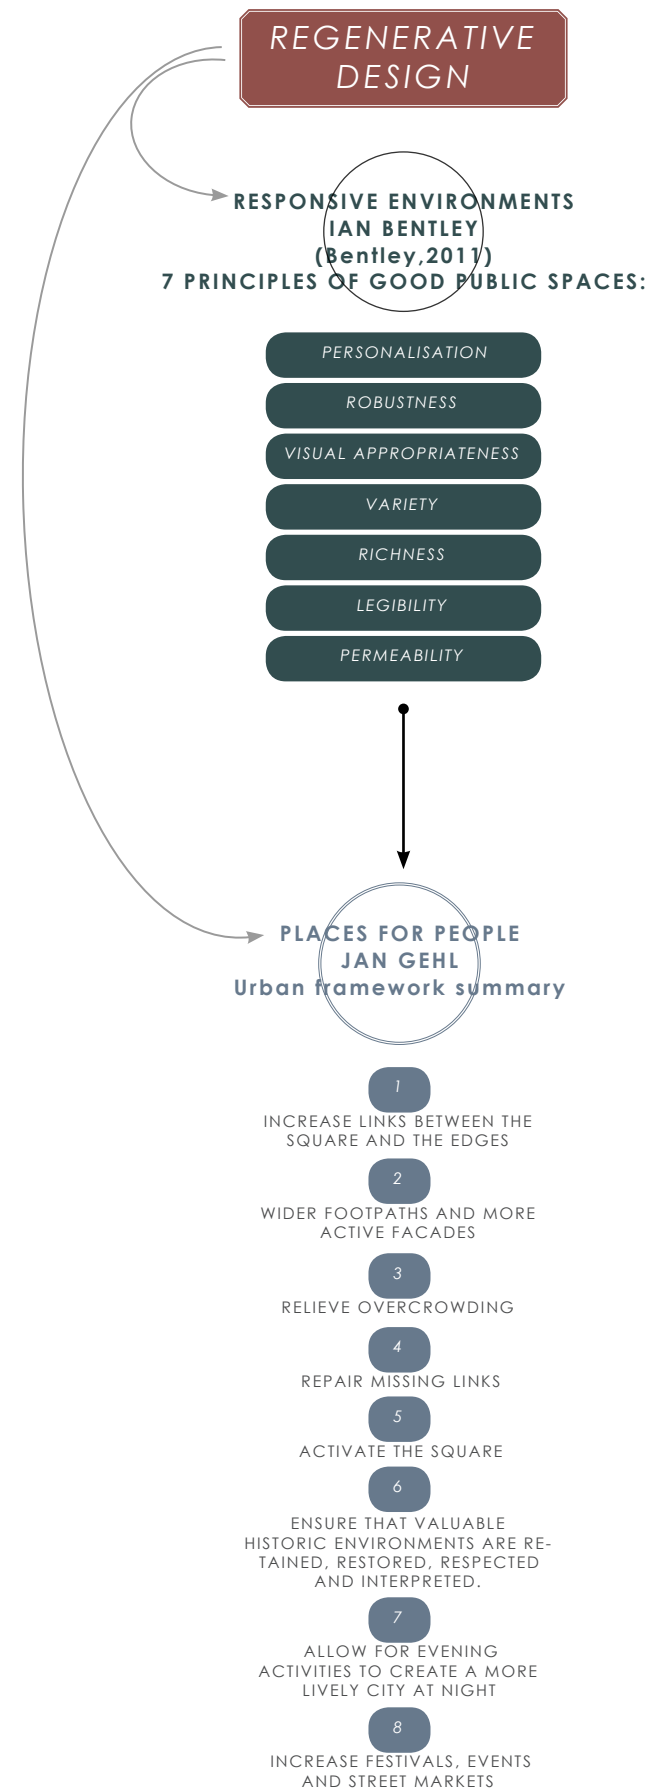 REGENERATIVE
DESIGN
RESPONSIVE ENVIRONMENTS
IAN BENTLEY
(Bentley,2011)
7 PRINCIPLES OF GOOD PUBLIC SPACES:
PERSONALISATION
ROBUSTNESS
VISUAL APPROPRIATENESS
VARIETY
RICHNESS
LEGIBILITY
PERMEABILITY
PLACES FOR PEOPLE
JAN GEHL
Urban framework summary
1
INCREASE LINKS BETWEEN THE
SQUARE AND THE EDGES
2
WIDER FOOTPATHS AND MORE
ACTIVE FACADES
3
RELIEVE OVERCROWDING
4
REPAIR MISSING LINKS
5
ACTIVATE THE SQUARE
6
ENSURE THAT VALUABLE
HISTORIC ENVIRONMENTS ARE RE-
TAINED, RESTORED, RESPECTED
AND INTERPRETED.
7
ALLOW FOR EVENING
ACTIVITIES TO CREATE A MORE
LIVELY CITY AT NIGHT
8
INCREASE FESTIVALS, EVENTS
AND STREET MARKETS